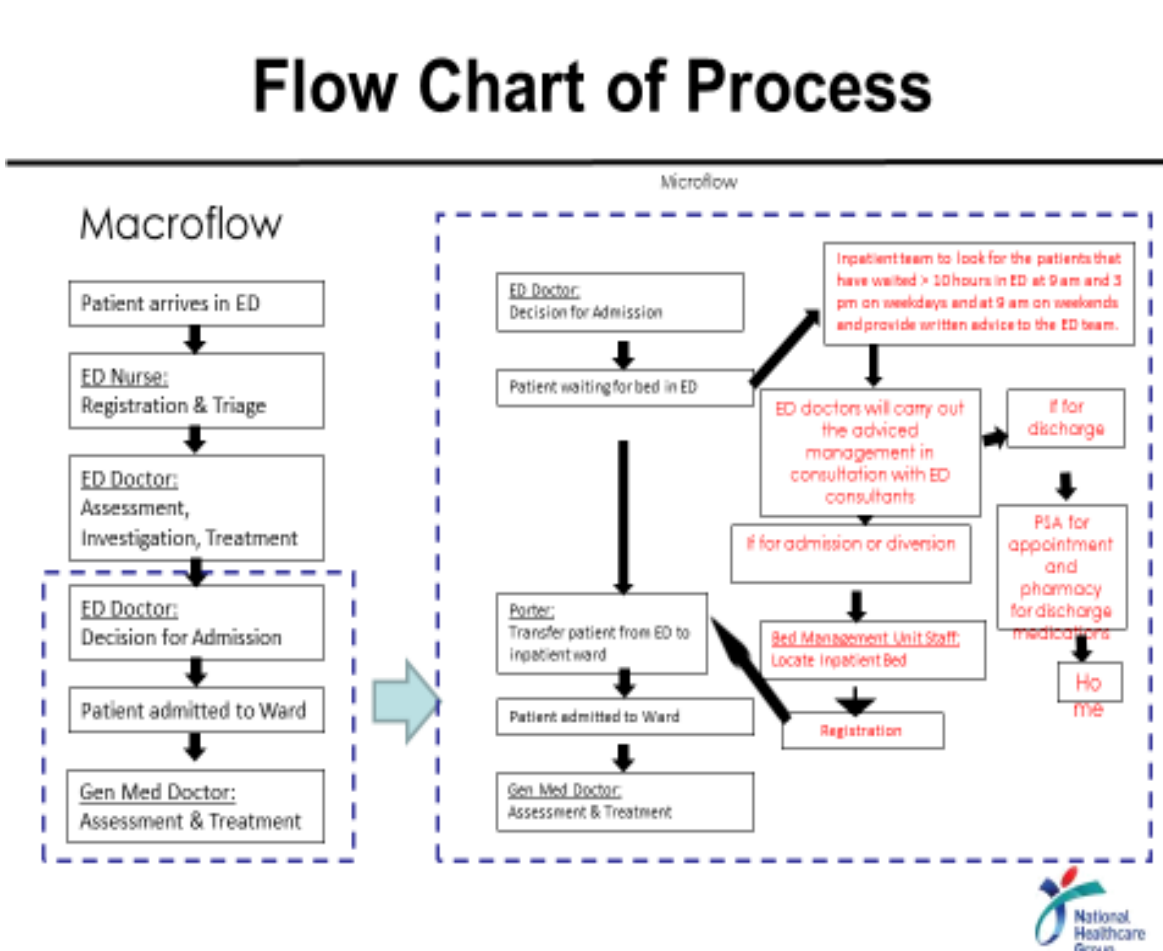 Flow Chart of Process
Microflow
Macroflow
Patient arrives in ED
ED Nurse:
Registration & Triage
ED Doctor:
Assessment,
Investigation, Treatment
ED Doctor:
Decision for Admission
Patient admitted to Ward
Gen Med Doctor:
Assessment & Treatment
ED Doctor:
Decision for Admission
Patient waiting for bed in ED
Porter:
Transfer patient from ED to
inpatient ward
Patient admitted to Ward
Gen Med Doctor:
Assessment & Treatment
Inpatient team to look for the patients that
have waited > 10 hours in ED at 9 am and 3
pm on weekdays and at 9 am on weekends
and provide written advice to the ED team.
ED doctors will carry out
the adviced
management in
consultation with ED
consultants
If for admission or diversion
Bed Management Unit Staff:
Locate Inpatient Bed
Registration
If for
discharge
PSA for
appointment
and
pharmacy
for discharge
medications
Ho
me
National
Healthcare
Group